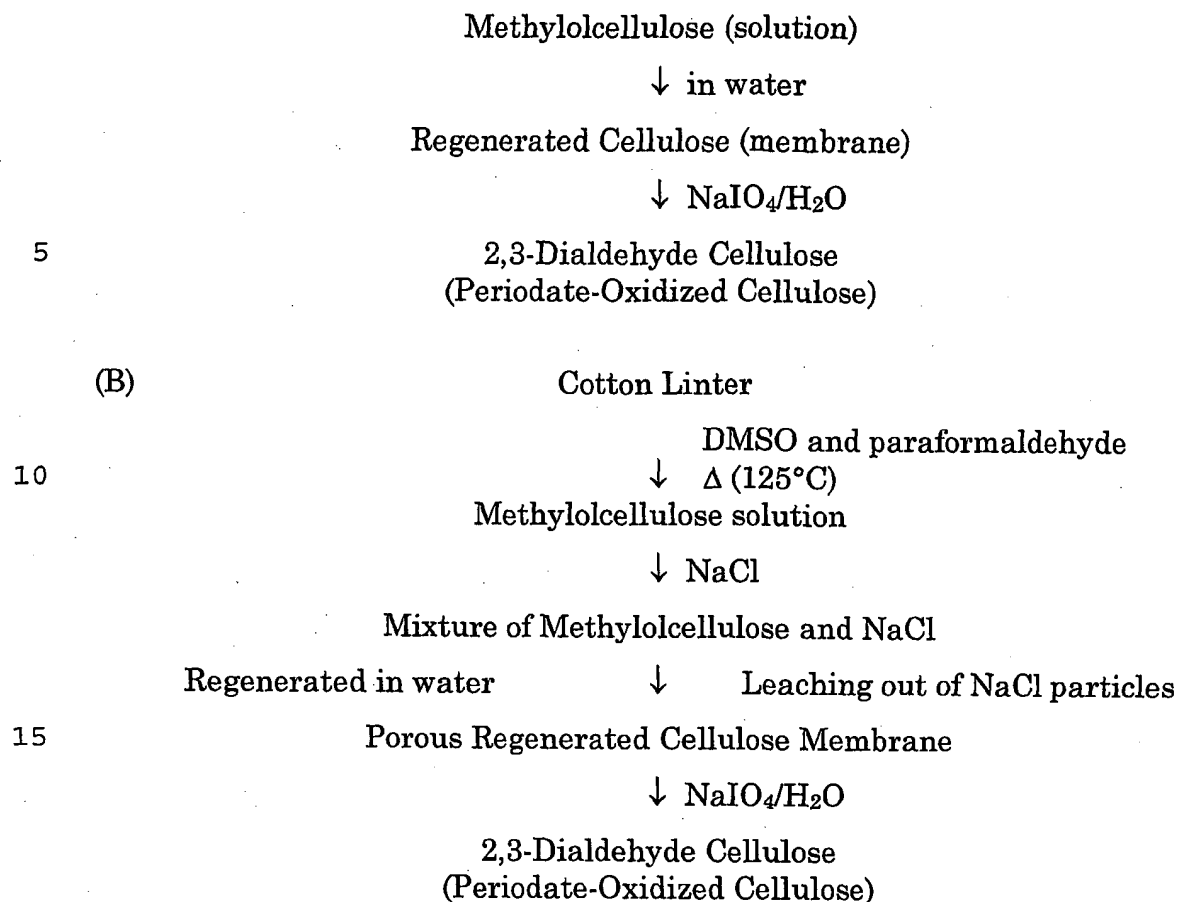 Methylolcellulose (solution)
↓ in water
Regenerated Cellulose (membrane)
↓ NaIO₄/H₂O
5 2,3-Dialdehyde Cellulose
(Periodate-Oxidized Cellulose)
(B) Cotton Linter
DMSO and paraformaldehyde
10 ↓ Δ (125°C)
Methylolcellulose solution
↓ NaCl
Mixture of Methylolcellulose and NaCl
Regenerated in water ↓ Leaching out of NaCl particles
15 Porous Regenerated Cellulose Membrane
↓ NaIO₄/H₂O
2,3-Dialdehyde Cellulose
(Periodate-Oxidized Cellulose)